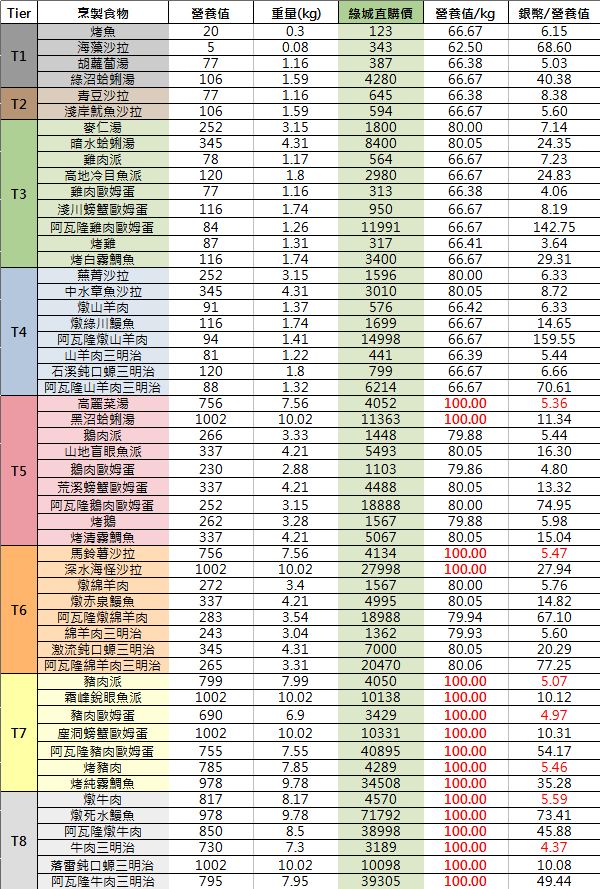 Tier 烹製食物 營養值 重量(kg) 綠城直購價 營養值/kg 銀幣/營養值
T1
烤魚 20 0.3 123 66.67 6.15
海藻沙拉 5 0.08 343 62.50 68.60
胡蘿蔔湯 77 1.16 387 66.38 5.03
綠沼蛤蜊湯 106 1.59 4280 66.67 40.38
T2
青豆沙拉 77 1.16 645 66.38 8.38
淺岸魷魚沙拉 106 1.59 594 66.67 5.60
T3
麥仁湯 252 3.15 1800 80.00 7.14
暗水蛤蜊湯 345 4.31 8400 80.05 24.35
雞肉派 78 1.17 564 66.67 7.23
高地冷目魚派 120 1.8 2980 66.67 24.83
雞肉歐姆蛋 77 1.16 313 66.38 4.06
淺川螃蟹歐姆蛋 116 1.74 950 66.67 8.19
阿瓦隆雞肉歐姆蛋 84 1.26 11991 66.67 142.75
烤雞 87 1.31 317 66.41 3.64
烤白霧鯛魚 116 1.74 3400 66.67 29.31
T4
蕪菁沙拉 252 3.15 1596 80.00 6.33
中水章魚沙拉 345 4.31 3010 80.05 8.72
燉山羊肉 91 1.37 576 66.42 6.33
燉綠川鰻魚 116 1.74 1699 66.67 14.65
阿瓦隆燉山羊肉 94 1.41 14998 66.67 159.55
山羊肉三明治 81 1.22 441 66.39 5.44
石溪鈍口螈三明治 120 1.8 799 66.67 6.66
阿瓦隆山羊肉三明治 88 1.32 6214 66.67 70.61
T5
高麗菜湯 756 7.56 4052 100.00 5.36
黑沼蛤蜊湯 1002 10.02 11363 100.00 11.34
鵝肉派 266 3.33 1448 79.88 5.44
山地盲眼魚派 337 4.21 5493 80.05 16.30
鵝肉歐姆蛋 230 2.88 1103 79.86 4.80
荒溪螃蟹歐姆蛋 337 4.21 4488 80.05 13.32
阿瓦隆鵝肉歐姆蛋 252 3.15 18888 80.00 74.95
烤鵝 262 3.28 1567 79.88 5.98
烤清霧鯛魚 337 4.21 5067 80.05 15.04
T6
馬鈴薯沙拉 756 7.56 4134 100.00 5.47
深水海怪沙拉 1002 10.02 27998 100.00 27.94
燉綿羊肉 272 3.4 1567 80.00 5.76
燉赤泉鰻魚 337 4.21 4995 80.05 14.82
阿瓦隆燉綿羊肉 283 3.54 18988 79.94 67.10
綿羊肉三明治 243 3.04 1362 79.93 5.60
激流鈍口螈三明治 345 4.31 7000 80.05 20.29
阿瓦隆綿羊肉三明治 265 3.31 20470 80.06 77.25
T7
豬肉派 799 7.99 4050 100.00 5.07
霜峰銳眼魚派 1002 10.02 10138 100.00 10.12
豬肉歐姆蛋 690 6.9 3429 100.00 4.97
塵洞螃蟹歐姆蛋 1002 10.02 10331 100.00 10.31
阿瓦隆豬肉歐姆蛋 755 7.55 40895 100.00 54.17
烤豬肉 785 7.85 4289 100.00 5.46
烤純霧鯛魚 978 9.78 34508 100.00 35.28
T8
燉牛肉 817 8.17 4570 100.00 5.59
燉死水鰻魚 978 9.78 71792 100.00 73.41
阿瓦隆燉牛肉 850 8.5 38998 100.00 45.88
牛肉三明治 730 7.3 3189 100.00 4.37
落雷鈍口螈三明治 1002 10.02 10098 100.00 10.08
阿瓦隆牛肉三明治 795 7.95 39305 100.00 49.44